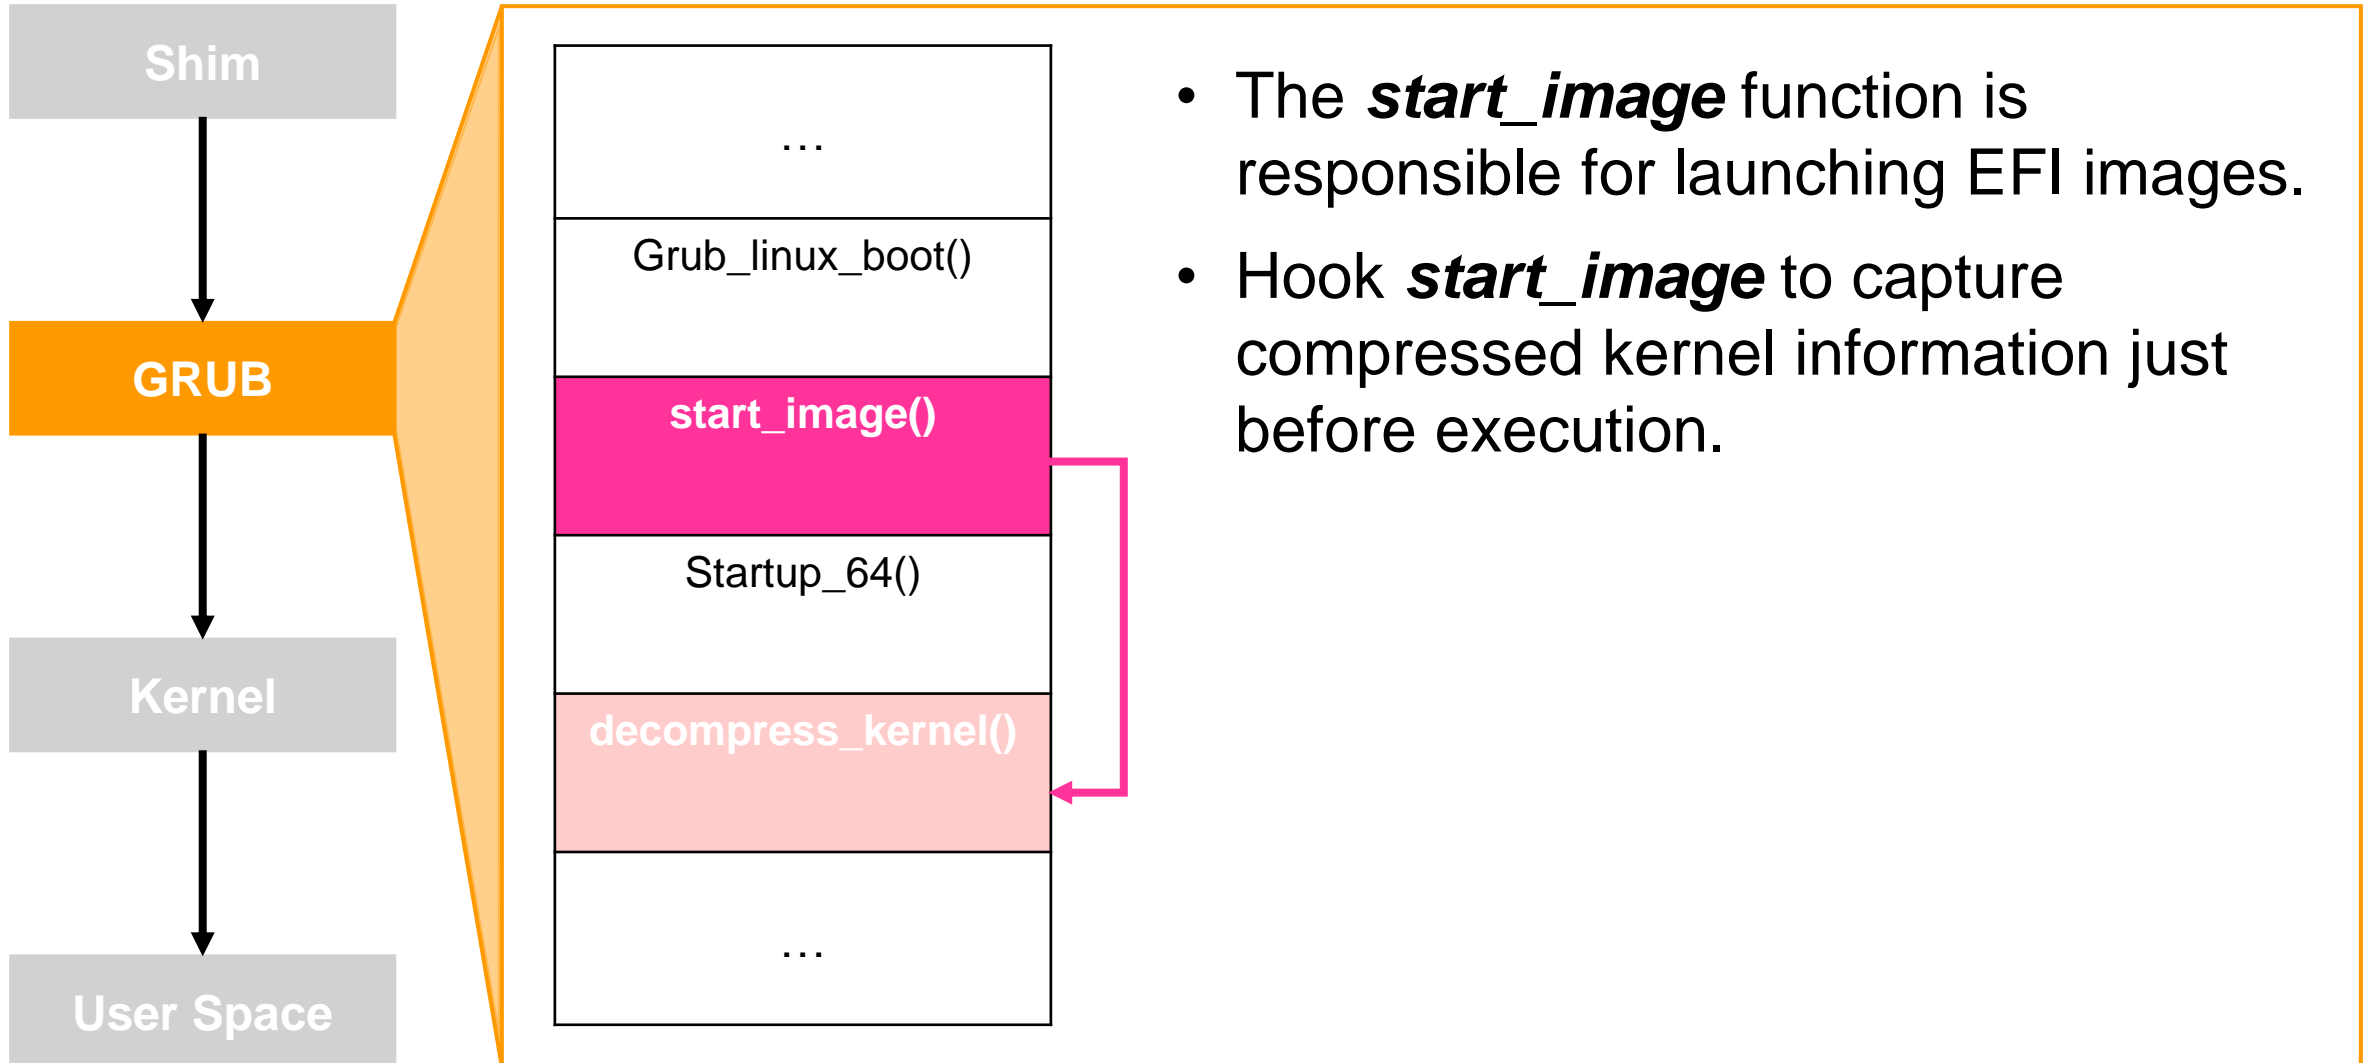 Shim
GRUB
Kernel
User Space
…
Grub_linux_boot()
start_image()
Startup_64()
decompress_kernel()
…
• The start_image function is
responsible for launching EFI images.
• Hook start_image to capture
compressed kernel information just
before execution.